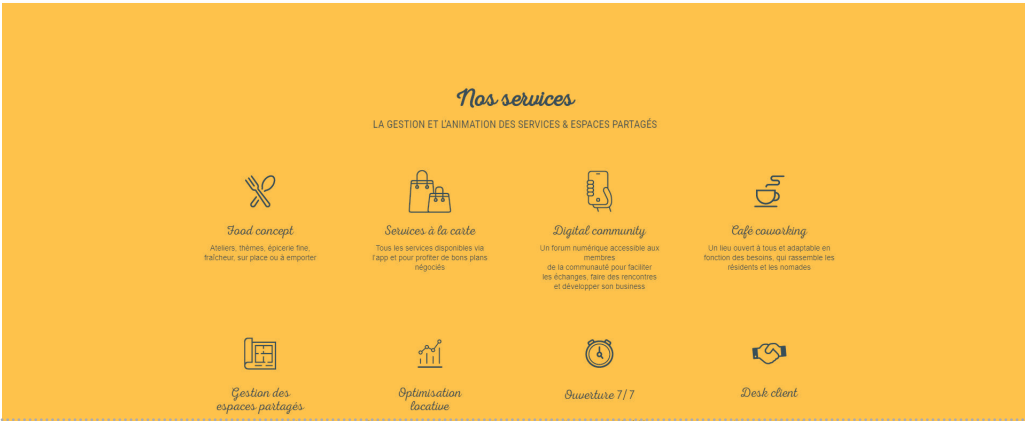 Nos services
LA GESTION ET L'ANIMATION DES SERVICES & ESPACES PARTAGÉS
Food concept
Ateliers, thèmes, épicerie fine,
fraîcheur, sur place ou à emporter
Services à la carte
Tous les services disponibles via
l'app et pour profiter de bons plans
négociés
Digital community
Un forum numérique accessible aux
membres
de la communauté pour faciliter
les échanges, faire des rencontres
et développer son business
Café coworking
Un lieu ouvert à tous et adaptable en
fonction des besoins, qui rassemble les
résidents et les nomades
Gestion des
espaces partagés
Optimisation
locative
Ouverture 7/7
Desk client